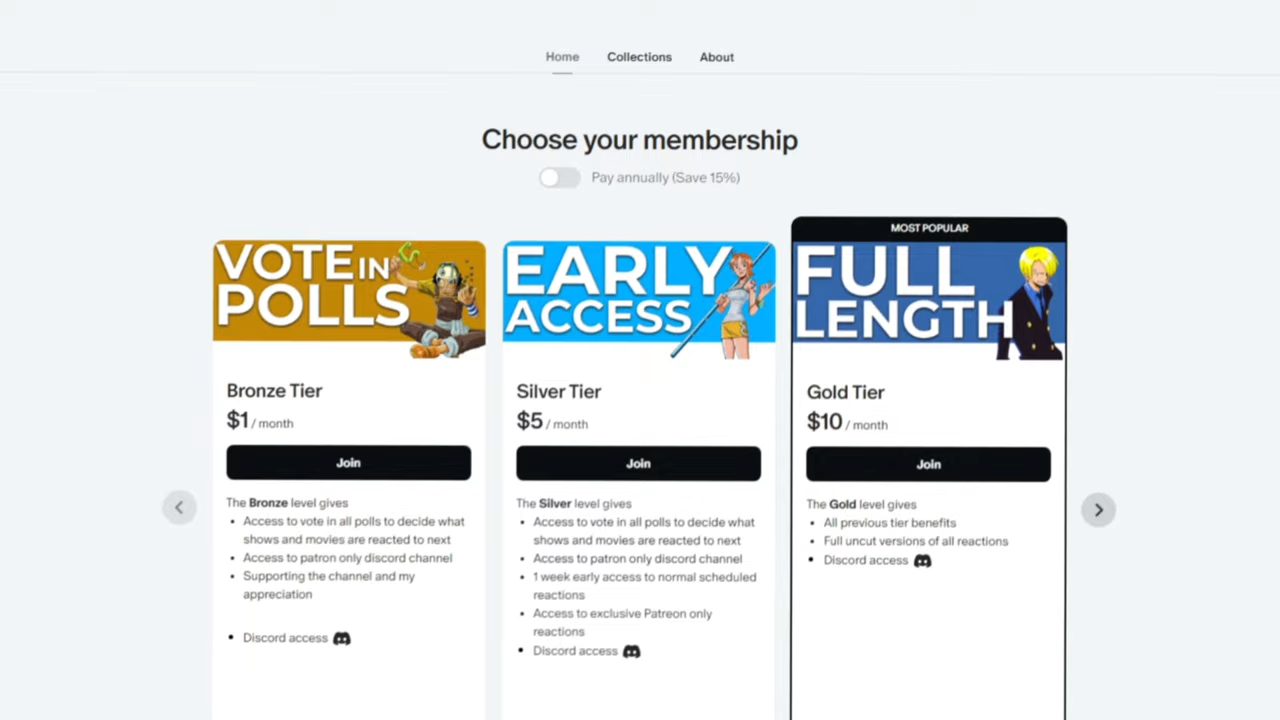 Home Collections About
Choose your membership
Pay annually (Save 15%)
VOTE IN
POLLS
Bronze Tier
$1 / month
Join
The Bronze level gives
• Access to vote in all polls to decide what
shows and movies are reacted to next
• Access to patron only discord channel
• Supporting the channel and my
appreciation
• Discord access
EARLY
ACCESS
Silver Tier
$5 / month
Join
The Silver level gives
• Access to vote in all polls to decide what
shows and movies are reacted to next
• Access to patron only discord channel
• 1 week early access to normal scheduled
reactions
• Access to exclusive Patreon only
reactions
• Discord access
MOST POPULAR
FULL
LENGTH
Gold Tier
$10 / month
Join
The Gold level gives
• All previous tier benefits
• Full uncut versions of all reactions
• Discord access